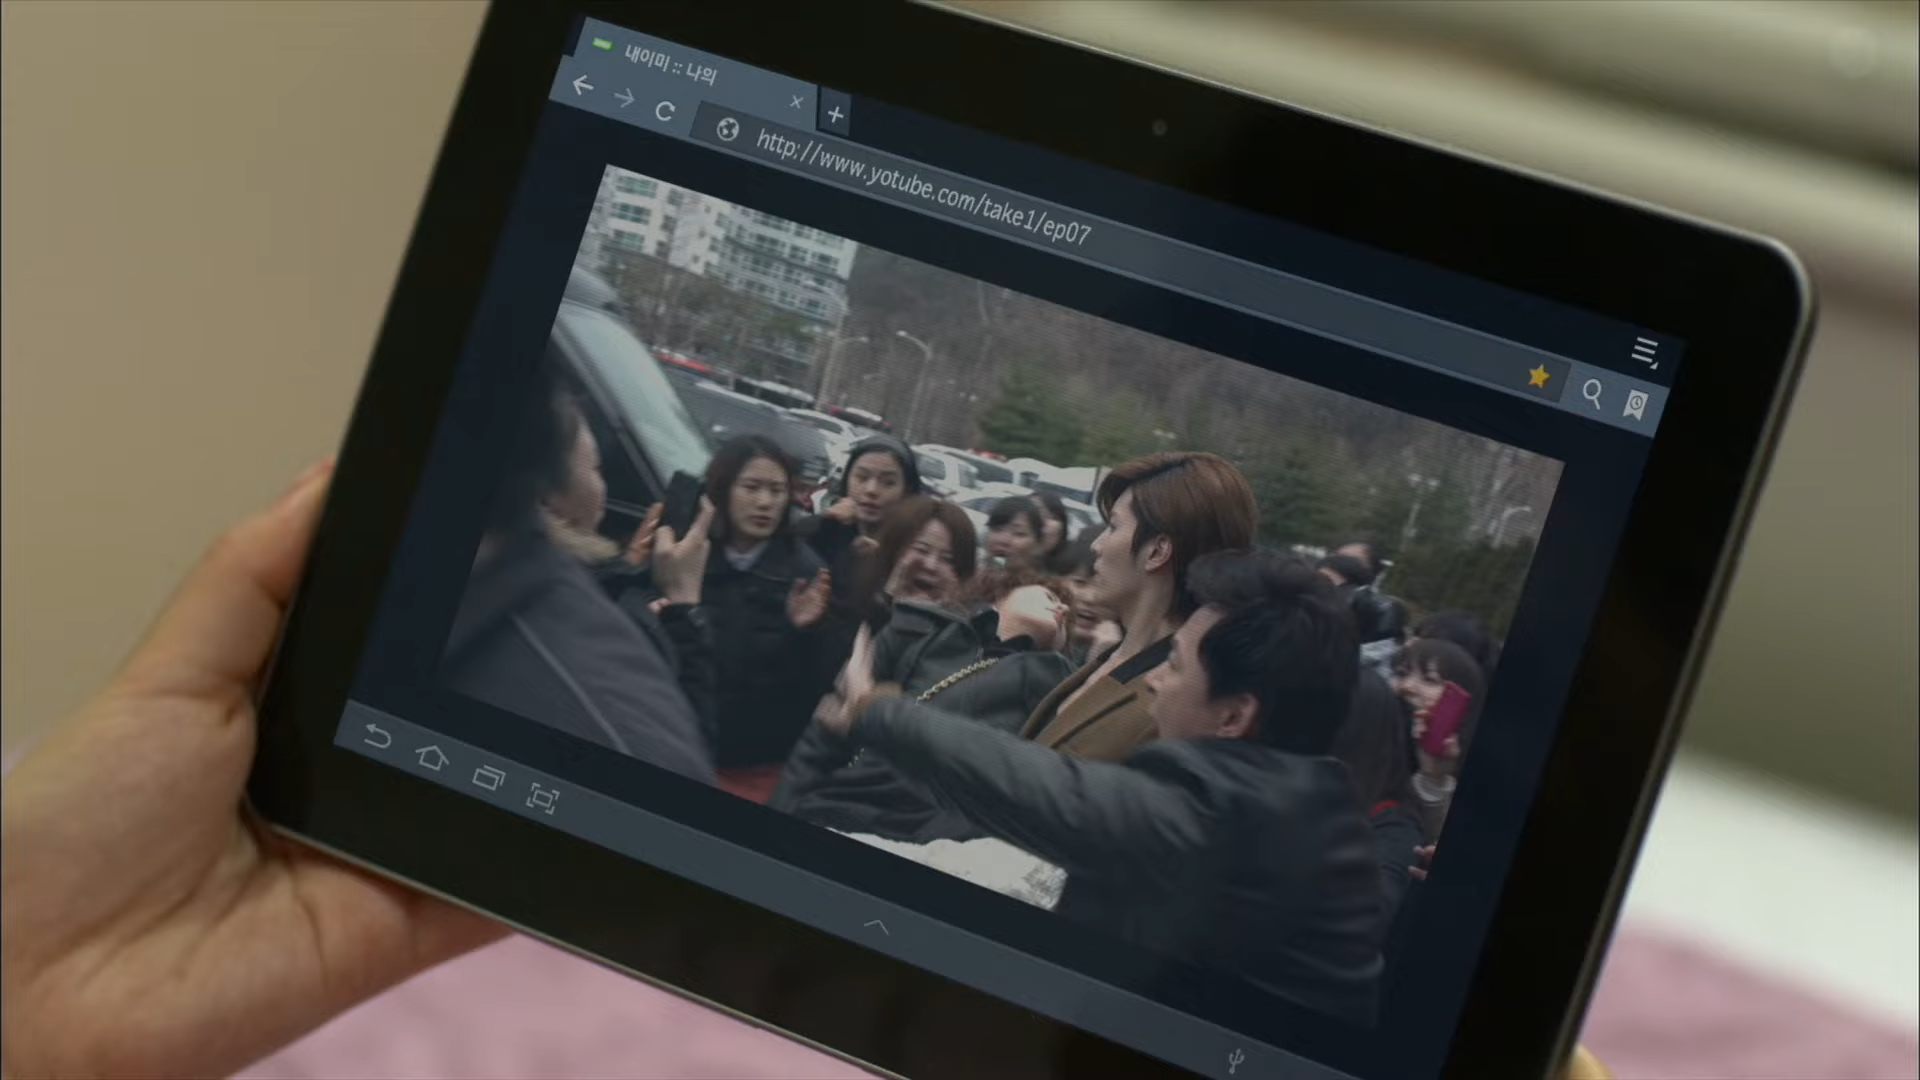 내이미 :: 나의
http://www.yotube.com/take1/ep07